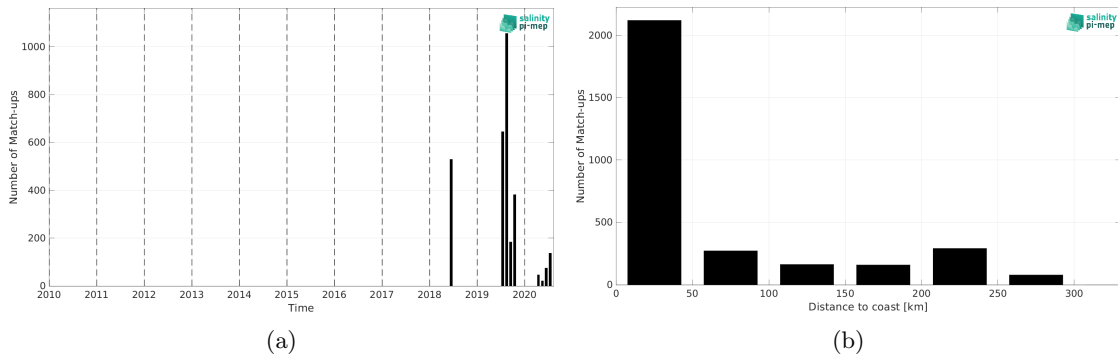 1000
800
600
400
200
0
Number of Match-ups
2010 2011 2012 2013 2014 2015 2016 2017 2018 2019 2020
Time
salinity
pi-mep
(a)
2000
1500
1000
500
0
Number of Match-ups
0 50 100 150 200 250 300
Distance to coast [km]
salinity
pi-mep
(b)